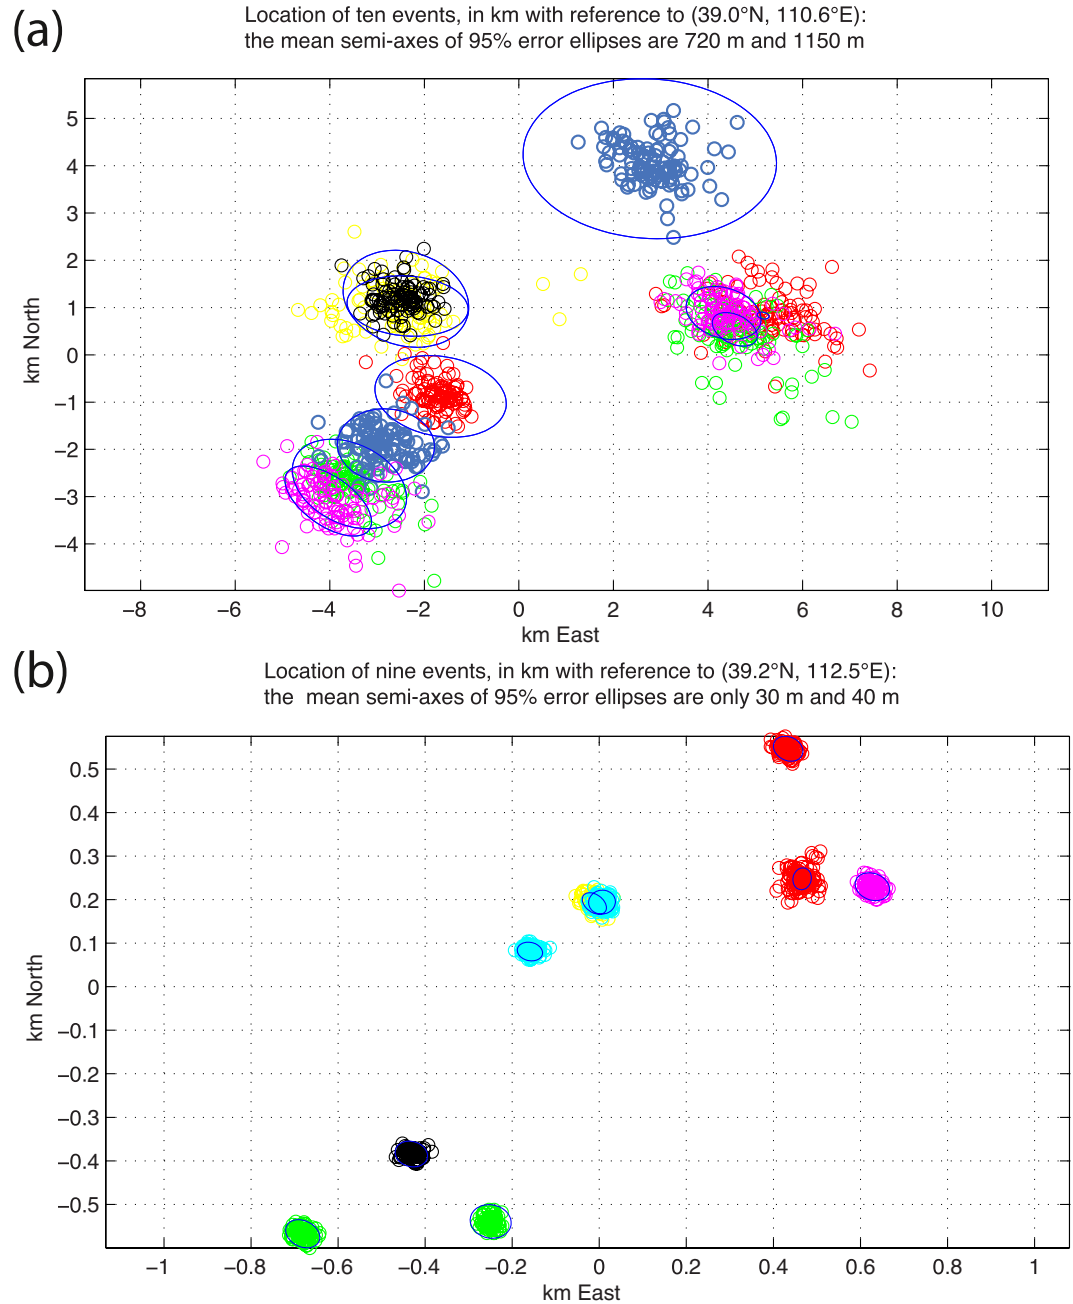 (a)
Location of ten events, in km with reference to (39.0°N, 110.6°E):
the mean semi-axes of 95% error ellipses are 720 m and 1150 m
5
4
3
2
1
0
−1
−2
−3
−4
km North
−8 −6 −4 −2 0 2 4 6 8 10
km East
(b)
Location of nine events, in km with reference to (39.2°N, 112.5°E):
the mean semi-axes of 95% error ellipses are only 30 m and 40 m
0.5
0.4
0.3
0.2
0.1
0
−0.1
−0.2
−0.3
−0.4
−0.5
km North
−1 −0.8 −0.6 −0.4 −0.2 0 0.2 0.4 0.6 0.8 1
km East